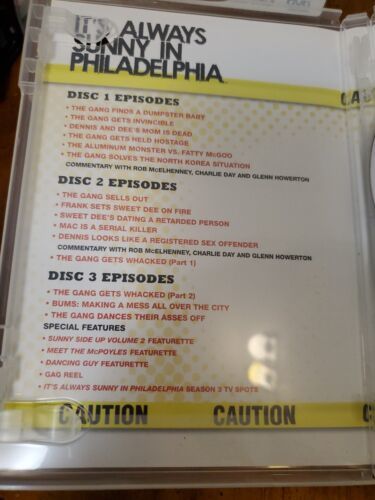 IT'S ALWAYS
SUNNY IN
PHILADELPHIA
DISC 1 EPISODES
• THE GANG FINDS A DUMPSTER BABY
• THE GANG GETS INVINCIBLE
• DENNIS AND DEE'S MOM IS DEAD
• THE GANG GETS HELD HOSTAGE
• THE ALUMINUM MONSTER VS. FATTY MAGOO
• THE GANG SOLVES THE NORTH KOREA SITUATION
COMMENTARY WITH ROB McELHENNEY, CHARLIE DAY AND GLENN HOWERTON
DISC 2 EPISODES
• THE GANG SELLS OUT
• FRANK SETS SWEET DEE ON FIRE
• SWEET DEE'S DATING A RETARDED PERSON
• MAC IS A SERIAL KILLER
• DENNIS LOOKS LIKE A REGISTERED SEX OFFENDER
COMMENTARY WITH ROB McELHENNEY, CHARLIE DAY AND GLENN HOWERTON
• THE GANG GETS WHACKED (Part 1)
DISC 3 EPISODES
• THE GANG GETS WHACKED (Part 2)
• BUMS: MAKING A MESS ALL OVER THE CITY
• THE GANG DANCES THEIR ASSES OFF
SPECIAL FEATURES
• SUNNY SIDE UP VOLUME 2 FEATURETTE
• MEET THE McPOYLES FEATURETTE
• DANCING GUY FEATURETTE
• GAG REEL
• IT'S ALWAYS SUNNY IN PHILADELPHIA SEASON 3 TV SPOTS
CAUTION CAUTION